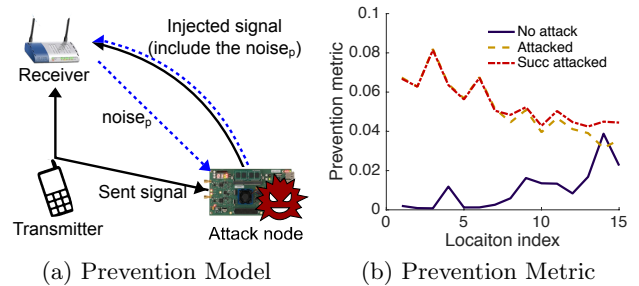 Injected signal
(include the noisep)
Receiver
noisep
Sent signal
Transmitter
Attack node
(a) Prevention Model
No attack
Attacked
Succ attacked
Prevention metric
0.1
0.08
0.06
0.04
0.02
0
0 5 10 15
Locaiton index
(b) Prevention Metric